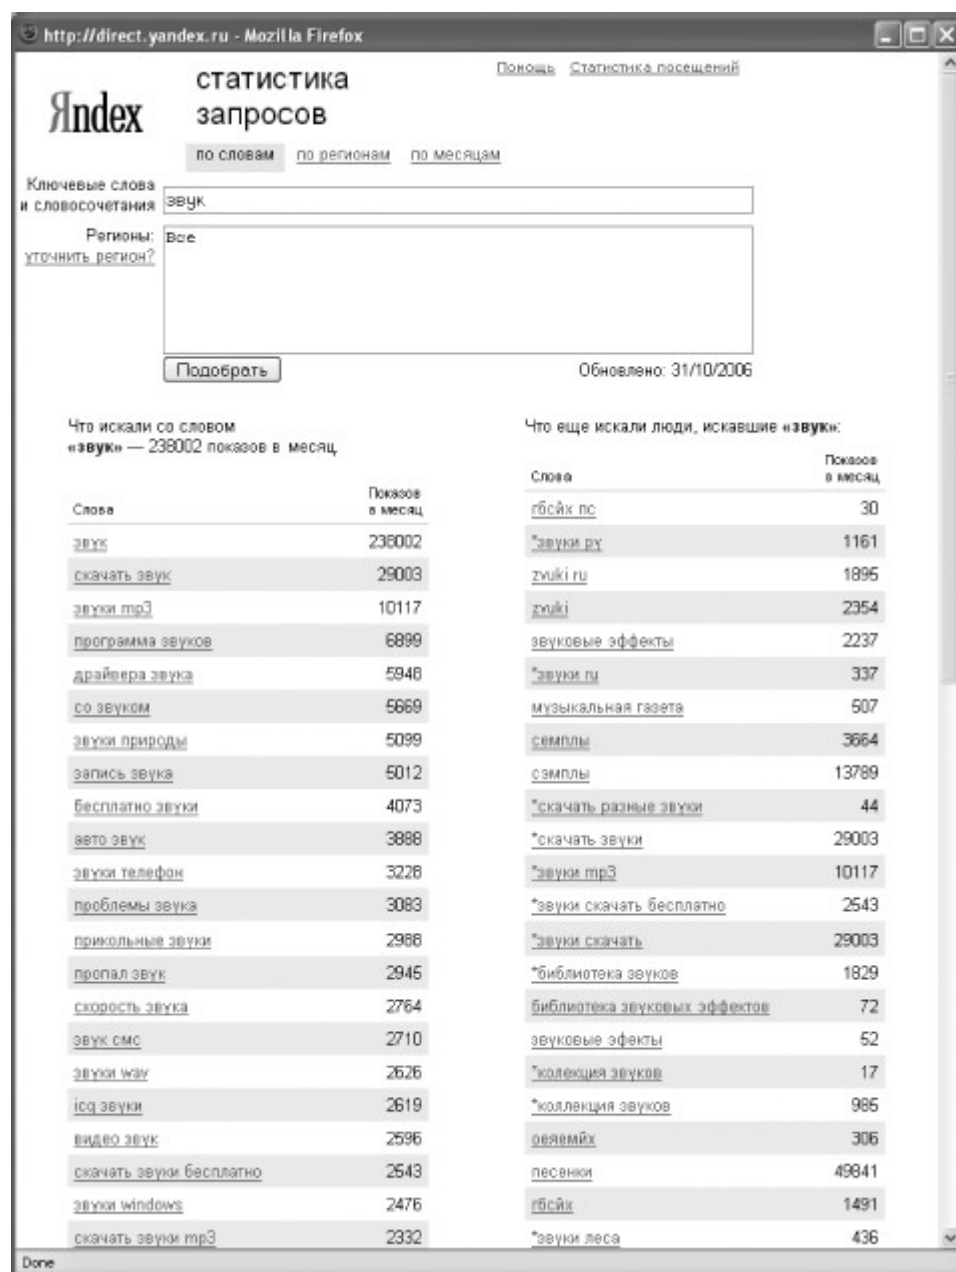 http://direct.yandex.ru - Mozilla Firefox
Помощь Статистика посещений
Яndex
статистика
запросов
по словам по регионам по месяцам
Ключевые слова
и словосочетания звук
Регионы: Все
уточнить регион?
Подобрать Обновлено: 31/10/2006
Что искали со словом
«звук» — 238002 показов в месяц.
Слова Показов в месяц
звук 238002
скачать звук 29003
звуки mp3 10117
программа звуков 6899
драйвера звука 5948
со звуком 5669
звуки природы 5099
запись звука 5012
бесплатно звуки 4073
авто звук 3888
звуки телефон 3228
проблемы звука 3083
прикольные звуки 2988
пропал звук 2945
скорость звука 2764
звук смс 2710
звуки wav 2626
icq звуки 2619
видео звук 2596
скачать звуки бесплатно 2543
звуки windows 2476
скачать звуки mp3 2332
Что еще искали люди, искавшие «звук»:
Слова Показов в месяц
гбсйх пс 30
*звуки ру 1161
zvuki ru 1895
zvuki 2354
звуковые эффекты 2237
*звуки ru 337
музыкальная газета 507
семплы 3664
сэмплы 13789
*скачать разные звуки 44
*скачать звуки 29003
*звуки mp3 10117
*звуки скачать бесплатно 2543
*звуки скачать 29003
*библиотека звуков 1829
библиотека звуковых эффектов 72
звуковые эфекты 52
*колекция звуков 17
*коллекция звуков 985
оеяемйх 306
песенки 49841
гбсйх 1491
*звуки леса 436
Done